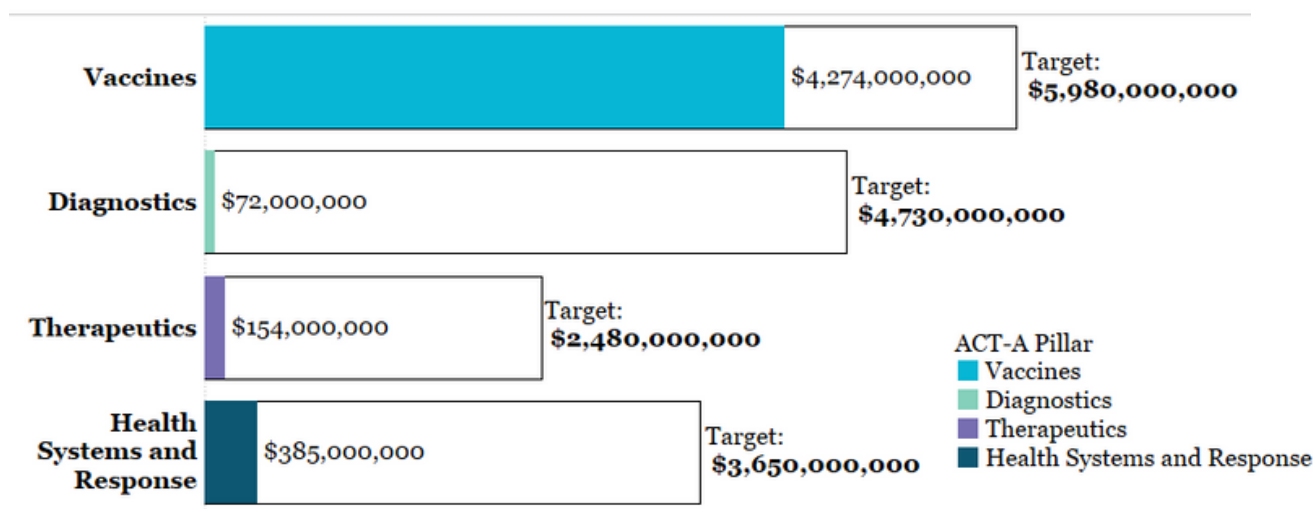 Vaccines
$4,274,000,000
Target:
$5,980,000,000
Diagnostics
$72,000,000
Target:
$4,730,000,000
Therapeutics
$154,000,000
Target:
$2,480,000,000
Health
Systems and
Response
$385,000,000
Target:
$3,650,000,000
ACT-A Pillar
Vaccines
Diagnostics
Therapeutics
Health Systems and Response